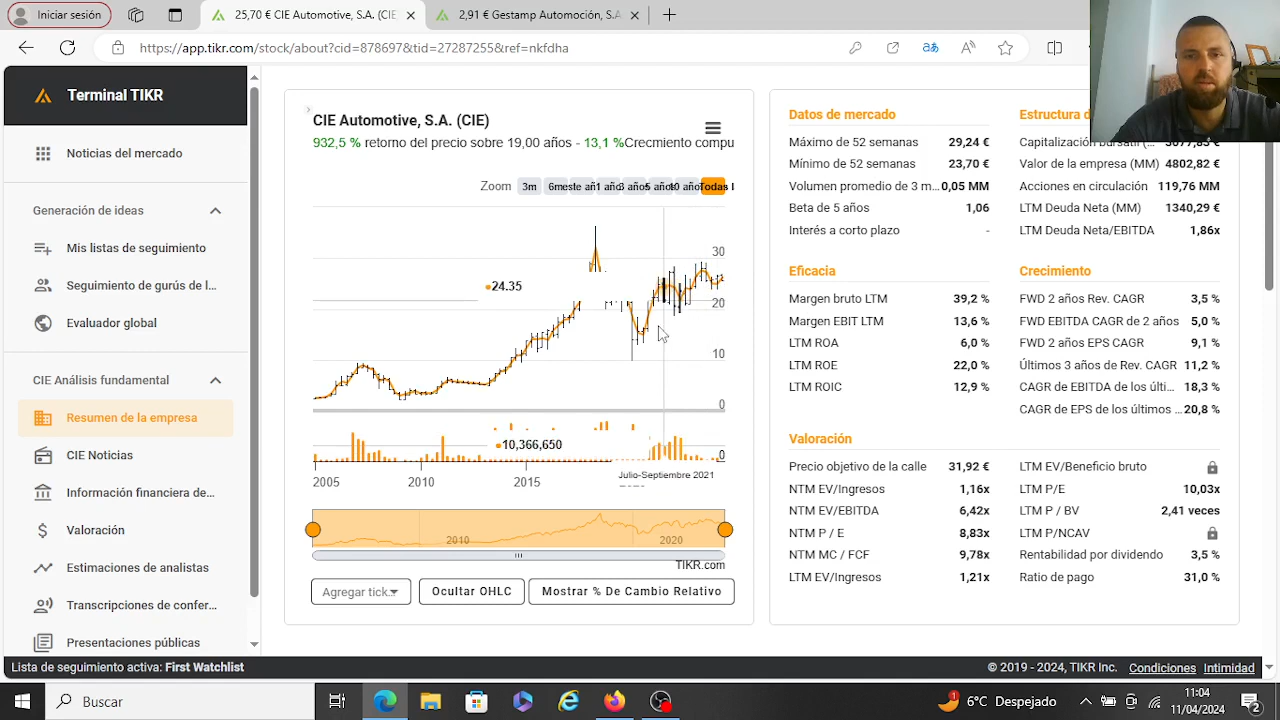 Iniciar sesión
25,70 € CIE Automotive, S.A. (CIE
2,91 € Gestamp Automoción, S.A
https://app.tikr.com/stock/about?cid=878697&tid=27287255&ref=nkfdha
Terminal TIKR
Noticias del mercado
Generación de ideas
Mis listas de seguimiento
Seguimiento de gurús de l...
Evaluador global
CIE Análisis fundamental
Resumen de la empresa
CIE Noticias
Información financiera de...
Valoración
Estimaciones de analistas
Transcripciones de confer...
Presentaciones públicas
CIE Automotive, S.A. (CIE)
932,5 % retorno del precio sobre 19,00 años - 13,1 %Crecimiento compu
Zoom
3m
Todas
30
24.35
20
10
0
10,366,650
0
2005
2010
2015
Julio-Septiembre 2021
2010
2020
TIKR.com
Agregar tick...
Ocultar OHLC
Mostrar % De Cambio Relativo
Datos de mercado
Máximo de 52 semanas 29,24 €
Mínimo de 52 semanas 23,70 €
Volumen promedio de 3 m... 0,05 MM
Beta de 5 años 1,06
Interés a corto plazo -
Eficacia
Margen bruto LTM 39,2 %
Margen EBIT LTM 13,6 %
LTM ROA 6,0 %
LTM ROE 22,0 %
LTM ROIC 12,9 %
Valoración
Precio objetivo de la calle 31,92 €
NTM EV/Ingresos 1,16x
NTM EV/EBITDA 6,42x
NTM P / E 8,83x
NTM MC / FCF 9,78x
LTM EV/Ingresos 1,21x
Estructura d
Capitalización bursátil (...
Valor de la empresa (MM) 4802,82 €
Acciones en circulación 119,76 MM
LTM Deuda Neta (MM) 1340,29 €
LTM Deuda Neta/EBITDA 1,86x
Crecimiento
FWD 2 años Rev. CAGR 3,5 %
FWD EBITDA CAGR de 2 años 5,0 %
FWD 2 años EPS CAGR 9,1 %
Últimos 3 años de Rev. CAGR 11,2 %
CAGR de EBITDA de los últi... 18,3 %
CAGR de EPS de los últimos ... 20,8 %
LTM EV/Beneficio bruto
LTM P/E 10,03x
LTM P / BV 2,41 veces
LTM P/NCAV
Rentabilidad por dividendo 3,5 %
Ratio de pago 31,0 %
Lista de seguimiento activa: First Watchlist
© 2019 - 2024, TIKR Inc. Condiciones Intimidad
Buscar
6°C Despejado
11:04
11/04/2024